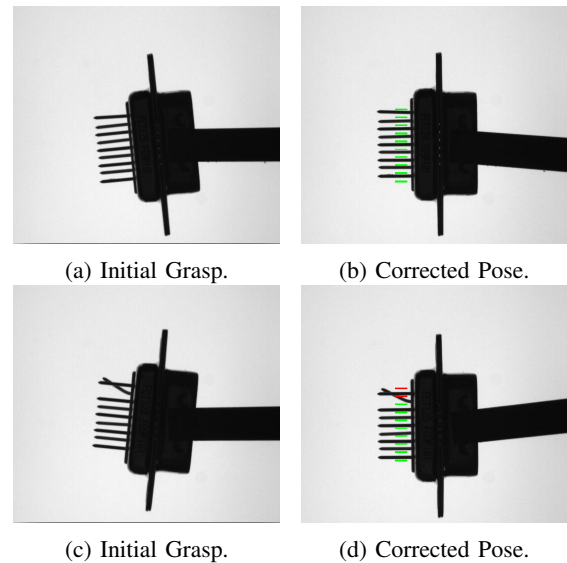 (a) Initial Grasp.
(b) Corrected Pose.
(c) Initial Grasp.
(d) Corrected Pose.